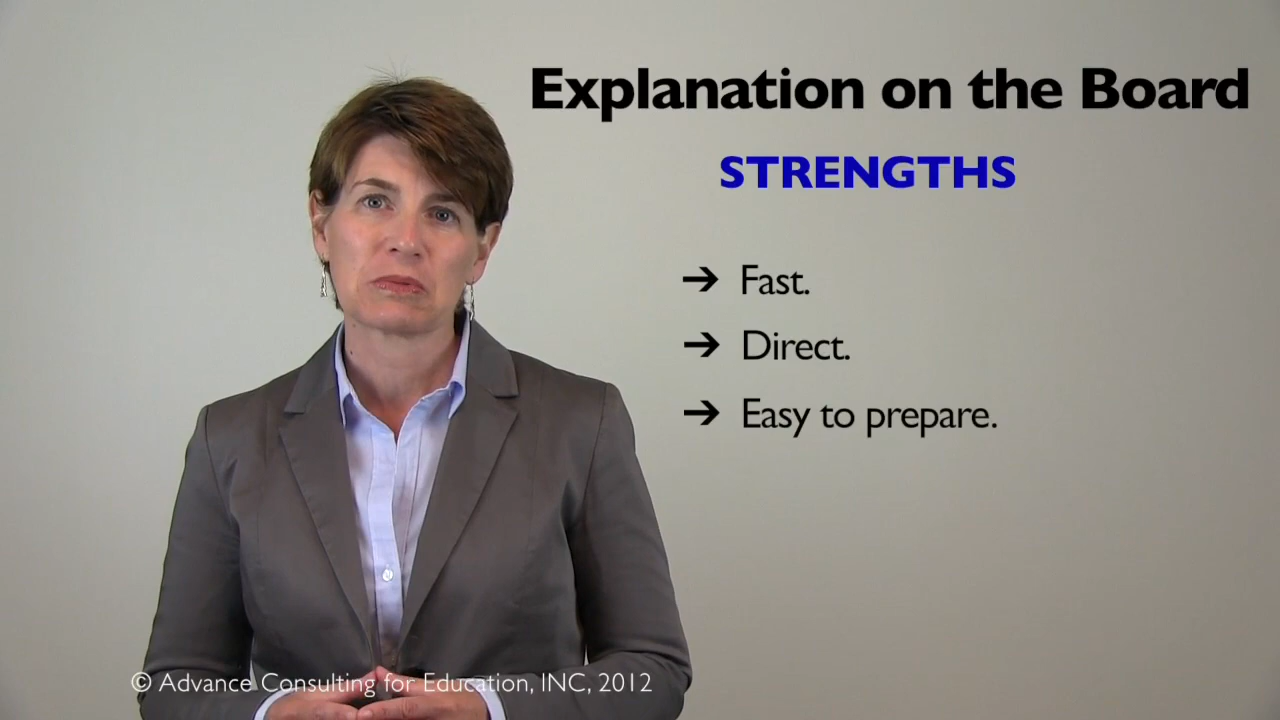 Explanation on the Board
STRENGTHS
➔ Fast.
➔ Direct.
➔ Easy to prepare.
© Advance Consulting for Education, INC, 2012